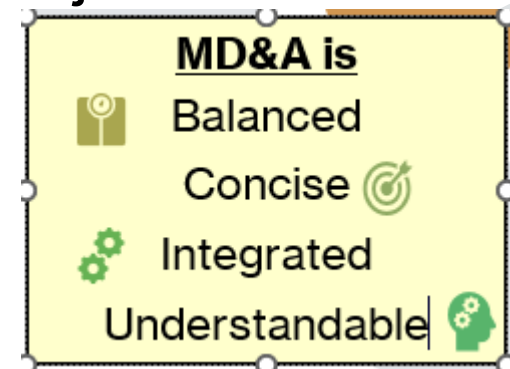 MD&A is
Balanced
Concise
Integrated
Understandable